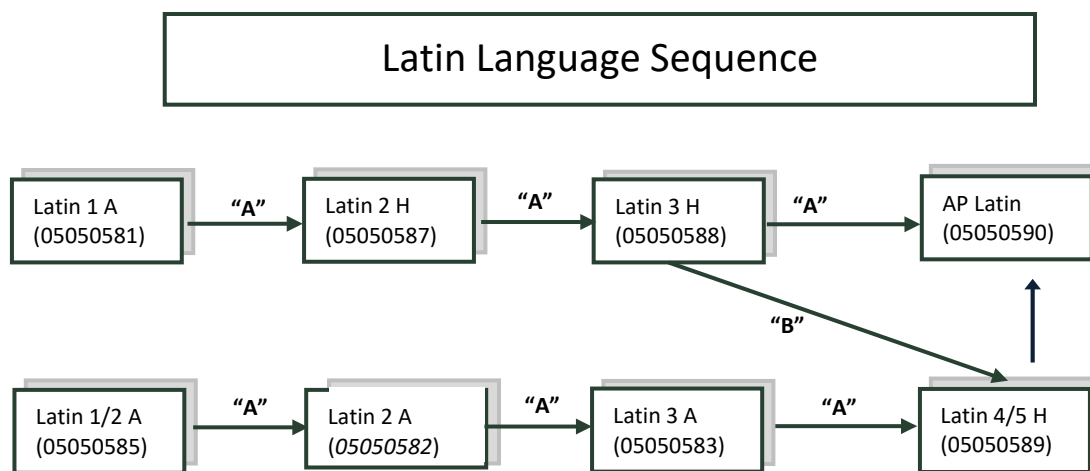 Latin Language Sequence
“A”
“A”
“A”
Latin 1 A
(05050581)
Latin 2 H
(05050587)
Latin 3 H
(05050588)
AP Latin
(05050590)
“B”
“A”
“A”
“A”
Latin 1/2 A
(05050585)
Latin 2 A
(05050582)
Latin 3 A
(05050583)
Latin 4/5 H
(05050589)